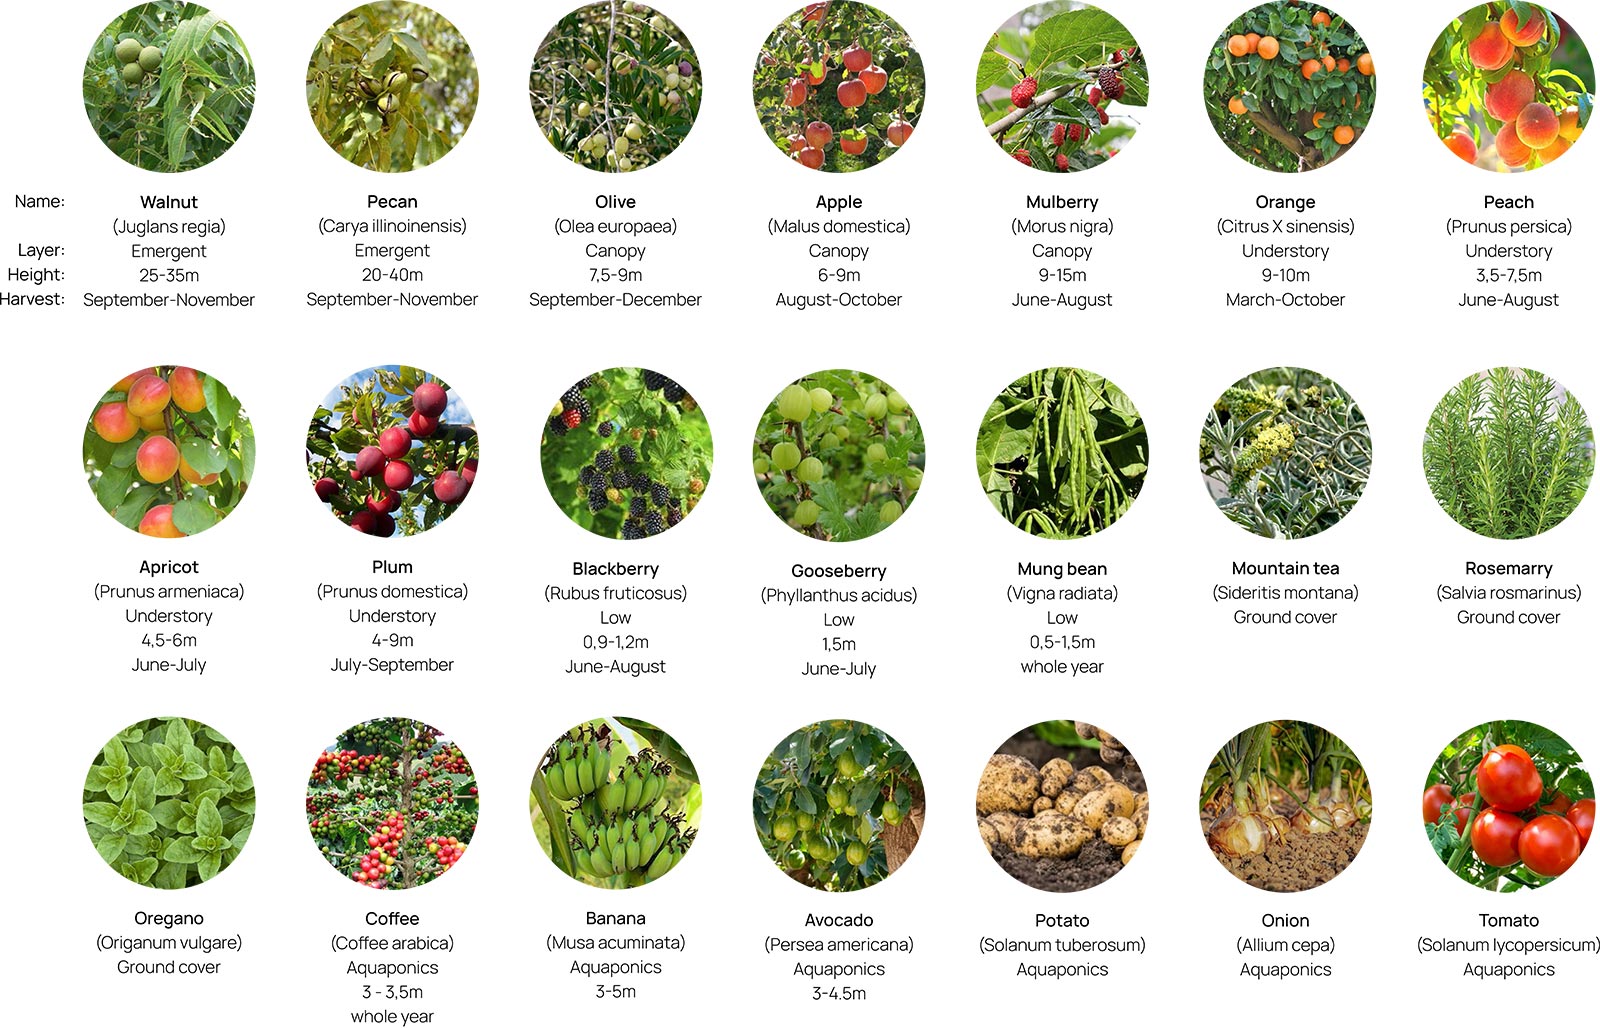 Name:
Layer:
Height:
Harvest:
Walnut
(Juglans regia)
Emergent
25-35m
September-November
Pecan
(Carya illinoinensis)
Emergent
20-40m
September-November
Olive
(Olea europaea)
Canopy
7,5-9m
September-December
Apple
(Malus domestica)
Canopy
6-9m
August-October
Mulberry
(Morus nigra)
Canopy
9-15m
June-August
Orange
(Citrus X sinensis)
Understory
9-10m
March-October
Peach
(Prunus persica)
Understory
3,5-7,5m
June-August
Apricot
(Prunus armeniaca)
Understory
4,5-6m
June-July
Plum
(Prunus domestica)
Understory
4-9m
July-September
Blackberry
(Rubus fruticosus)
Low
0,9-1,2m
June-August
Gooseberry
(Phyllanthus acidus)
Low
1,5m
June-July
Mung bean
(Vigna radiata)
Low
0,5-1,5m
whole year
Mountain tea
(Sideritis montana)
Ground cover
Rosemarry
(Salvia rosmarinus)
Ground cover
Oregano
(Origanum vulgare)
Ground cover
Coffee
(Coffee arabica)
Aquaponics
3 - 3,5m
whole year
Banana
(Musa acuminata)
Aquaponics
3-5m
Avocado
(Persea americana)
Aquaponics
3-4.5m
Potato
(Solanum tuberosum)
Aquaponics
Onion
(Allium cepa)
Aquaponics
Tomato
(Solanum lycopersicum)
Aquaponics